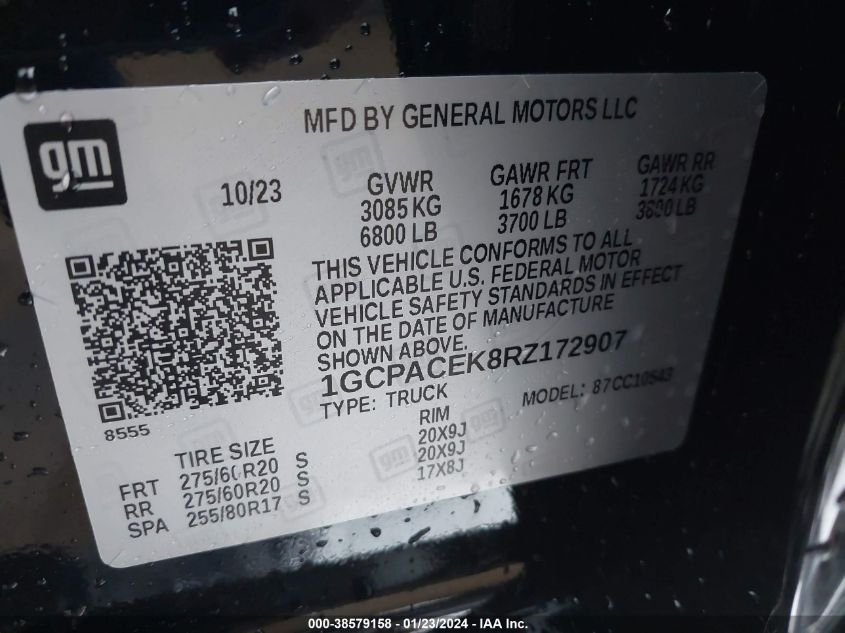 MFD BY GENERAL MOTORS LLC
gm
10/23
GVWR
3085 KG
6800 LB
GAWR FRT
1678 KG
3700 LB
GAWR RR
1724 KG
3800 LB
THIS VEHICLE CONFORMS TO ALL
APPLICABLE U.S. FEDERAL MOTOR
VEHICLE SAFETY STANDARDS IN EFFECT
ON THE DATE OF MANUFACTURE
SHOWN ABOVE.
1GCPACEK8RZ172907
TYPE: TRUCK
MODEL: 87CC10543
8555
TIRE SIZE
RIM
FRT 275/60R20 S 20X9J
RR 275/60R20 S 20X9J
SPA 255/80R17 S 17X8J
000-38579158 - 01/23/2024 - IAA Inc.